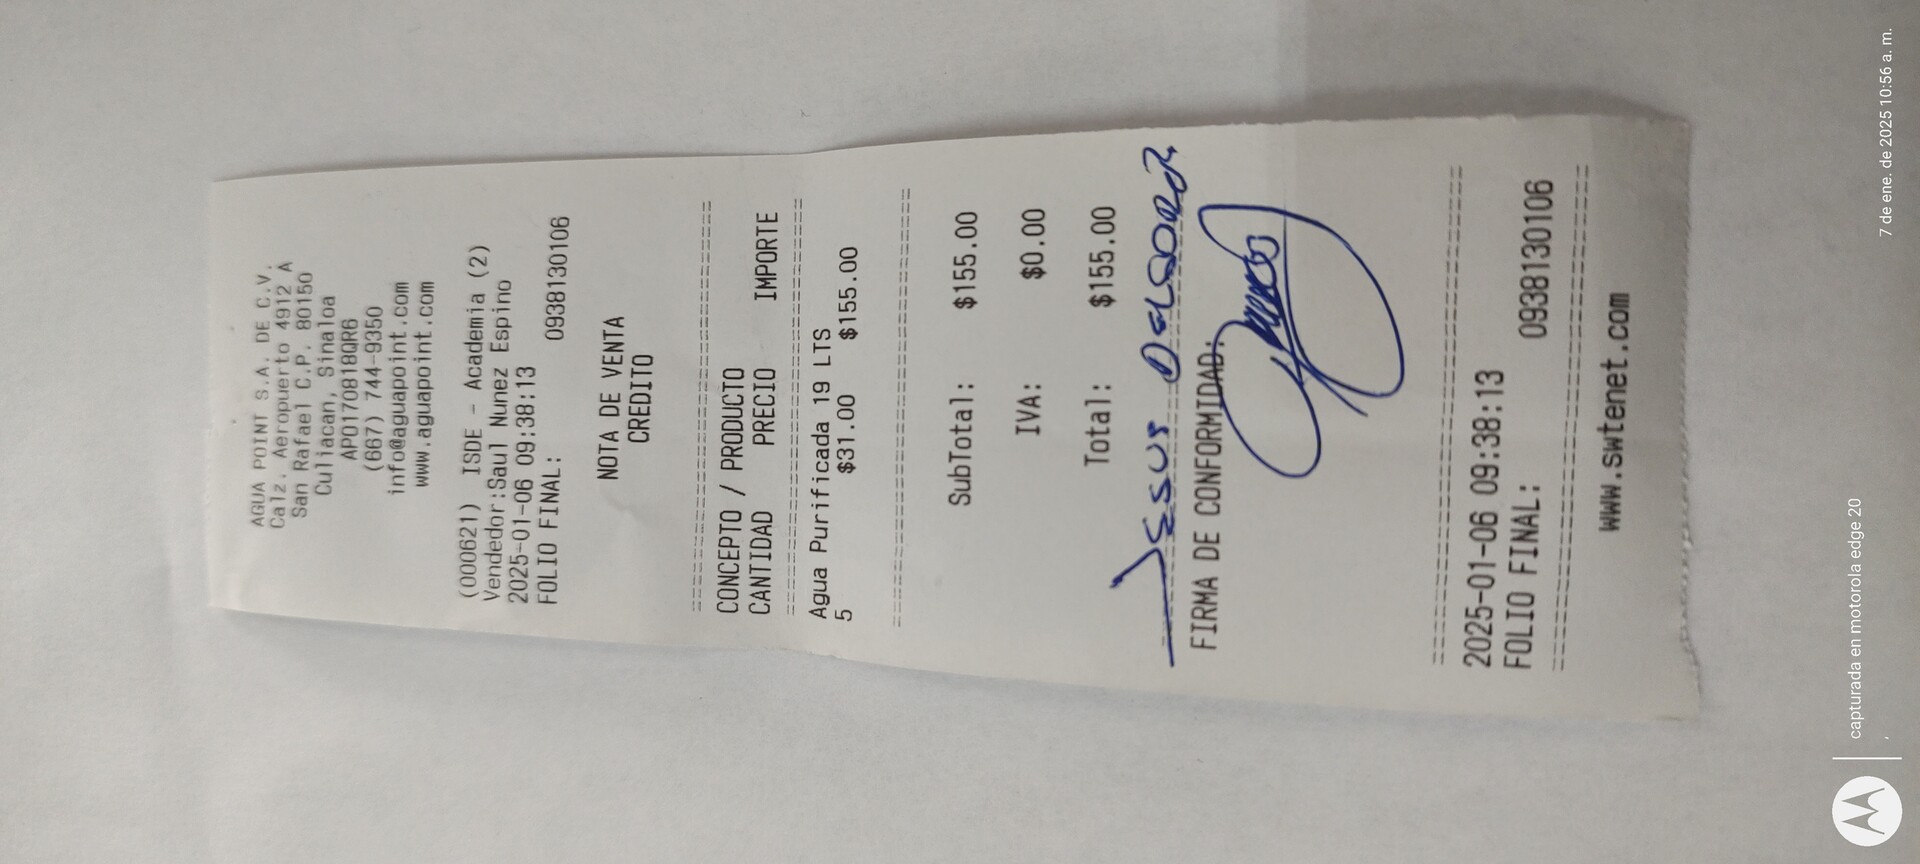 AGUA POINT S.A. DE C.V.
Calz. Aeropuerto 4912 A
San Rafael C.P. 80150
Culiacan, Sinaloa
APO170818QR6
(667) 744-9350
info@aguapoint.com
www.aguapoint.com
(000621) ISDE - Academia (2)
Vendedor:Saul Nunez Espino
2025-01-06 09:38:13
FOLIO FINAL: 0938130106
NOTA DE VENTA
CREDITO
CONCEPTO / PRODUCTO
CANTIDAD PRECIO IMPORTE
Agua Purificada 19 LTS
5 $31.00 $155.00
SubTotal: $155.00
IVA: $0.00
Total: $155.00
Jesus
FIRMA DE CONFORMIDAD:
2025-01-06 09:38:13
FOLIO FINAL: 0938130106
www.swtenet.com
capturada en motorola edge 20
7 de ene. de 2025 10:56 a. m.